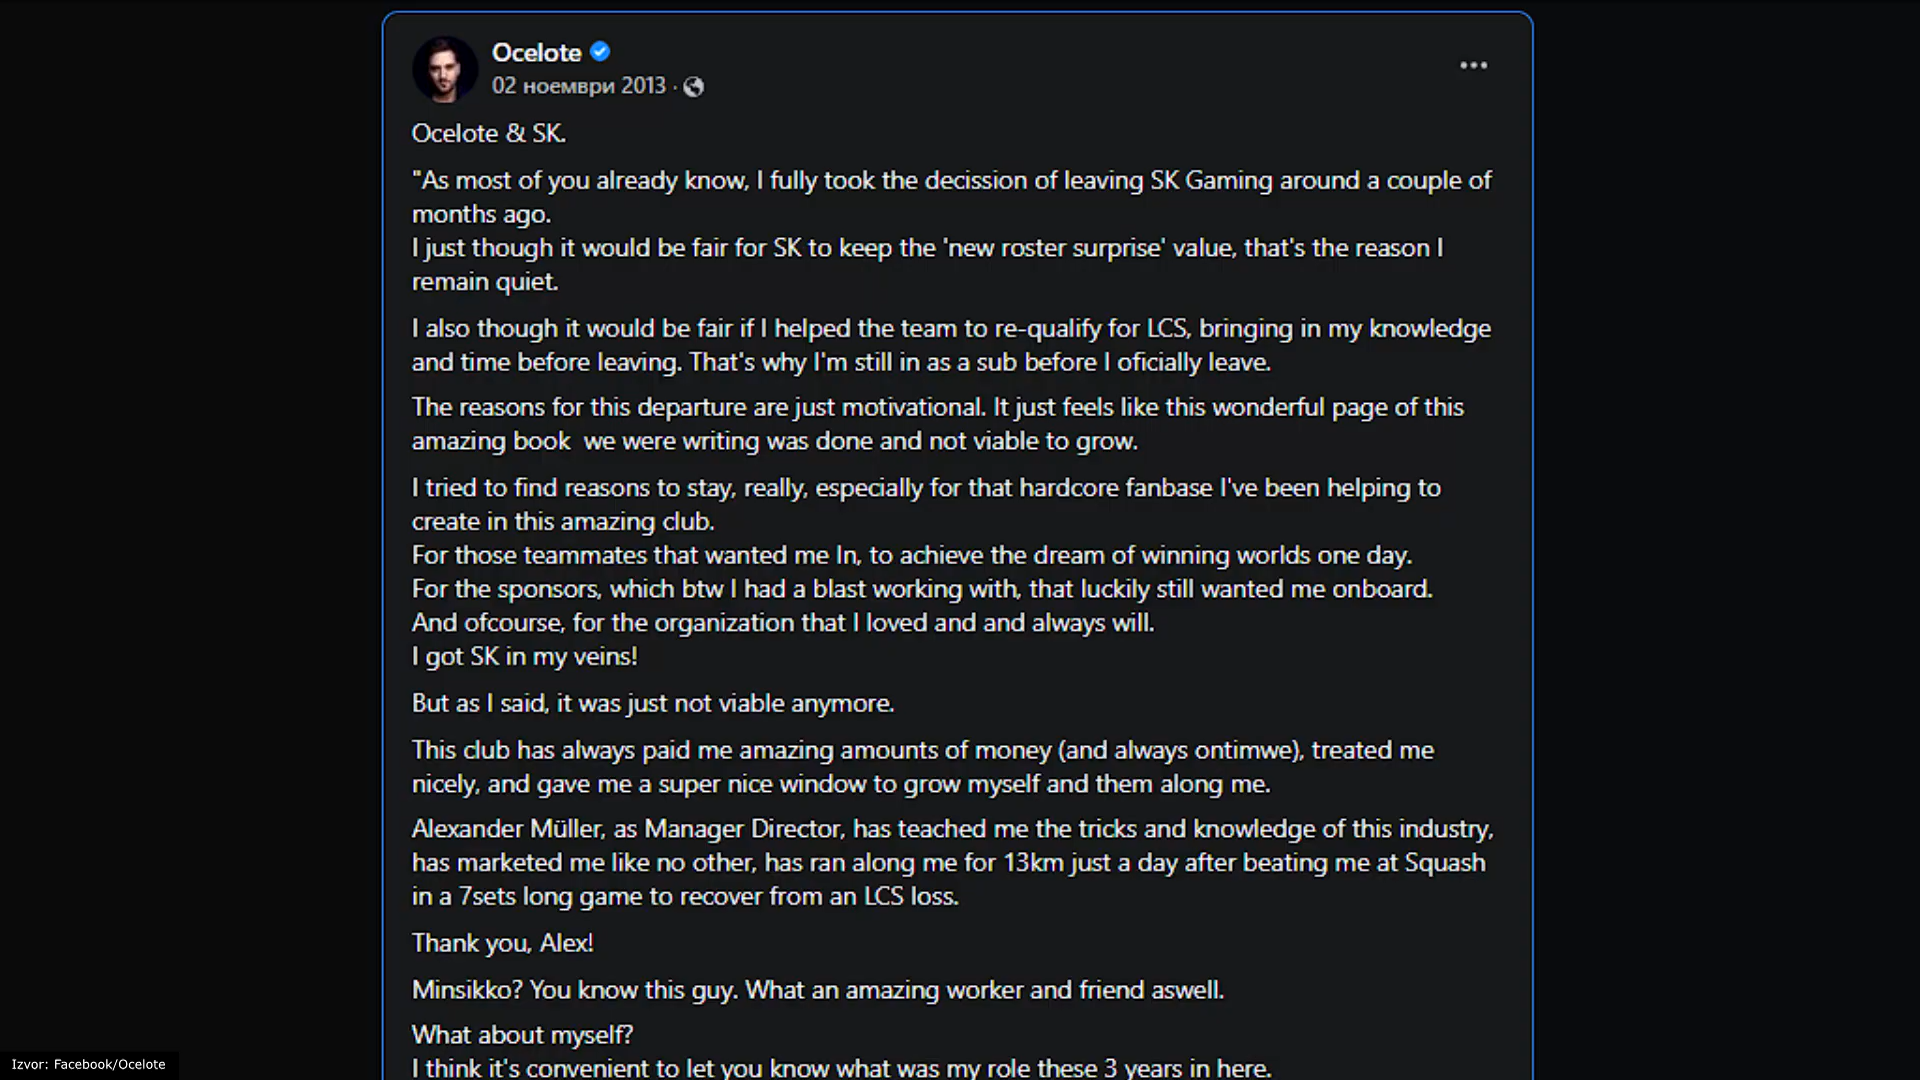 Ocelote
02 ноември 2013 ·
Ocelote & SK.
"As most of you already know, I fully took the decission of leaving SK Gaming around a couple of
months ago.
I just though it would be fair for SK to keep the 'new roster surprise' value, that's the reason I
remain quiet.
I also though it would be fair if I helped the team to re-qualify for LCS, bringing in my knowledge
and time before leaving. That's why I'm still in as a sub before I oficially leave.
The reasons for this departure are just motivational. It just feels like this wonderful page of this
amazing book  we were writing was done and not viable to grow.
I tried to find reasons to stay, really, especially for that hardcore fanbase I've been helping to
create in this amazing club.
For those teammates that wanted me In, to achieve the dream of winning worlds one day.
For the sponsors, which btw I had a blast working with, that luckily still wanted me onboard.
And ofcourse, for the organization that I loved and and always will.
I got SK in my veins!
But as I said, it was just not viable anymore.
This club has always paid me amazing amounts of money (and always ontimwe), treated me
nicely, and gave me a super nice window to grow myself and them along me.
Alexander Müller, as Manager Director, has teached me the tricks and knowledge of this industry,
has marketed me like no other, has ran along me for 13km just a day after beating me at Squash
in a 7sets long game to recover from an LCS loss.
Thank you, Alex!
Minsikko? You know this guy. What an amazing worker and friend aswell.
What about myself?
I think it's convenient to let you know what was my role these 3 years in here.
Izvor: Facebook/Ocelote